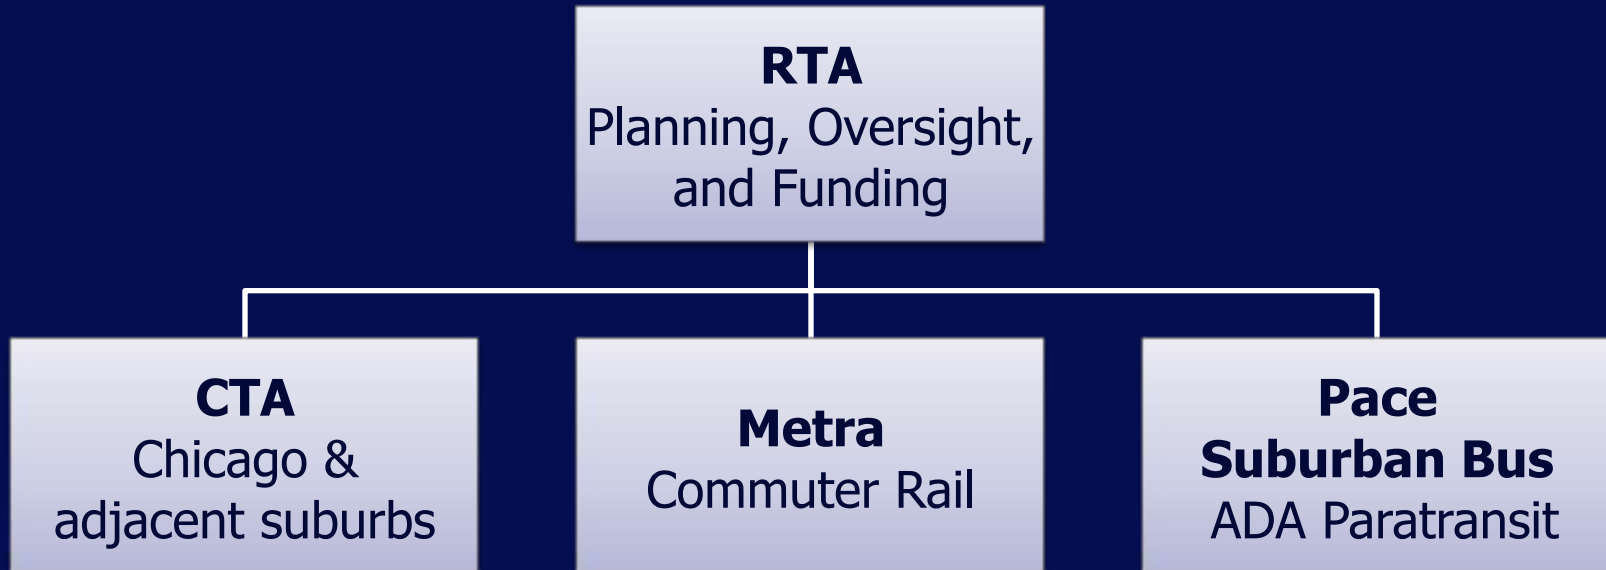 RTA
Planning, Oversight,
and Funding
CTA
Chicago &
adjacent suburbs
Metra
Commuter Rail
Pace
Suburban Bus
ADA Paratransit